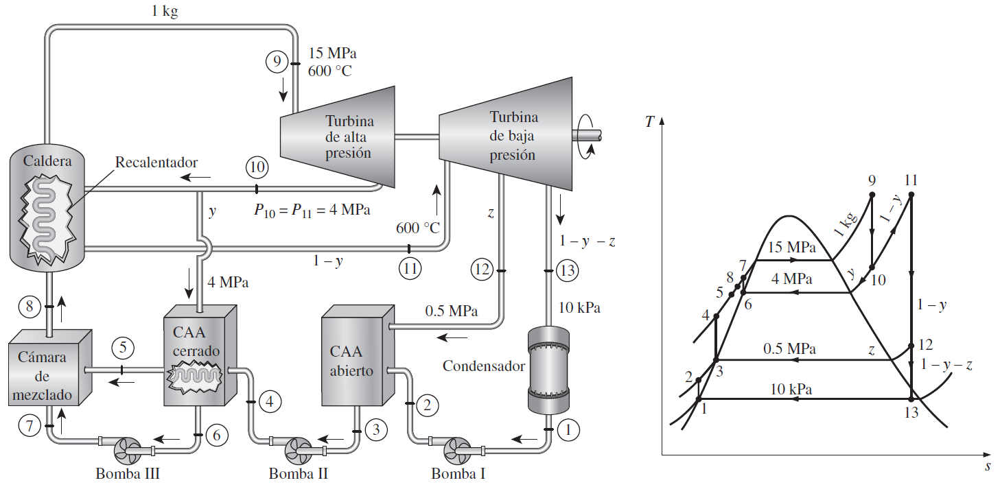 1 kg
9
15 MPa
600 °C
Turbina
de alta
presión
Turbina
de baja
presión
Caldera
Recalentador
10
P10 = P11 = 4 MPa
y
600 °C
z
1 – y – z
1 – y
11
12
13
4 MPa
8
0.5 MPa
10 kPa
CAA
cerrado
CAA
abierto
Condensador
5
Cámara
de
mezclado
4
2
7
6
3
1
Bomba III
Bomba II
Bomba I
T
9
11
1 kg
1 – y
15 MPa
7
8
5
4 MPa
y
10
6
4
1 – y
0.5 MPa
z
12
3
1 – y – z
2
10 kPa
1
13
s